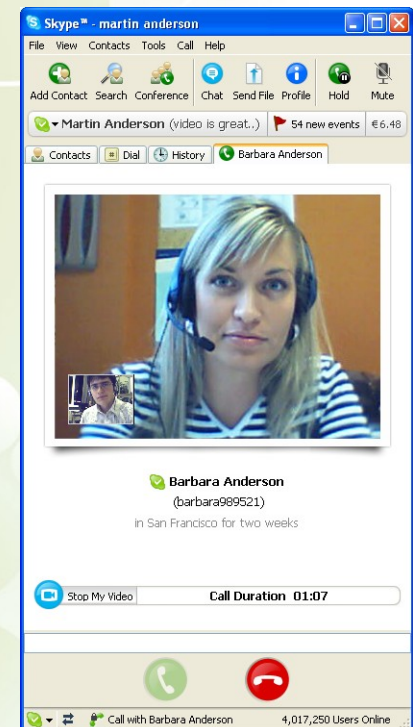 Skype™ - martin anderson
File View Contacts Tools Call Help
Add Contact Search Conference Chat Send File Profile Hold Mute
Martin Anderson (video is great..) 54 new events €6.48
Contacts Dial History Barbara Anderson
Barbara Anderson
(barbara989521)
in San Francisco for two weeks
Stop My Video Call Duration 01:07
Call with Barbara Anderson 4,017,250 Users Online